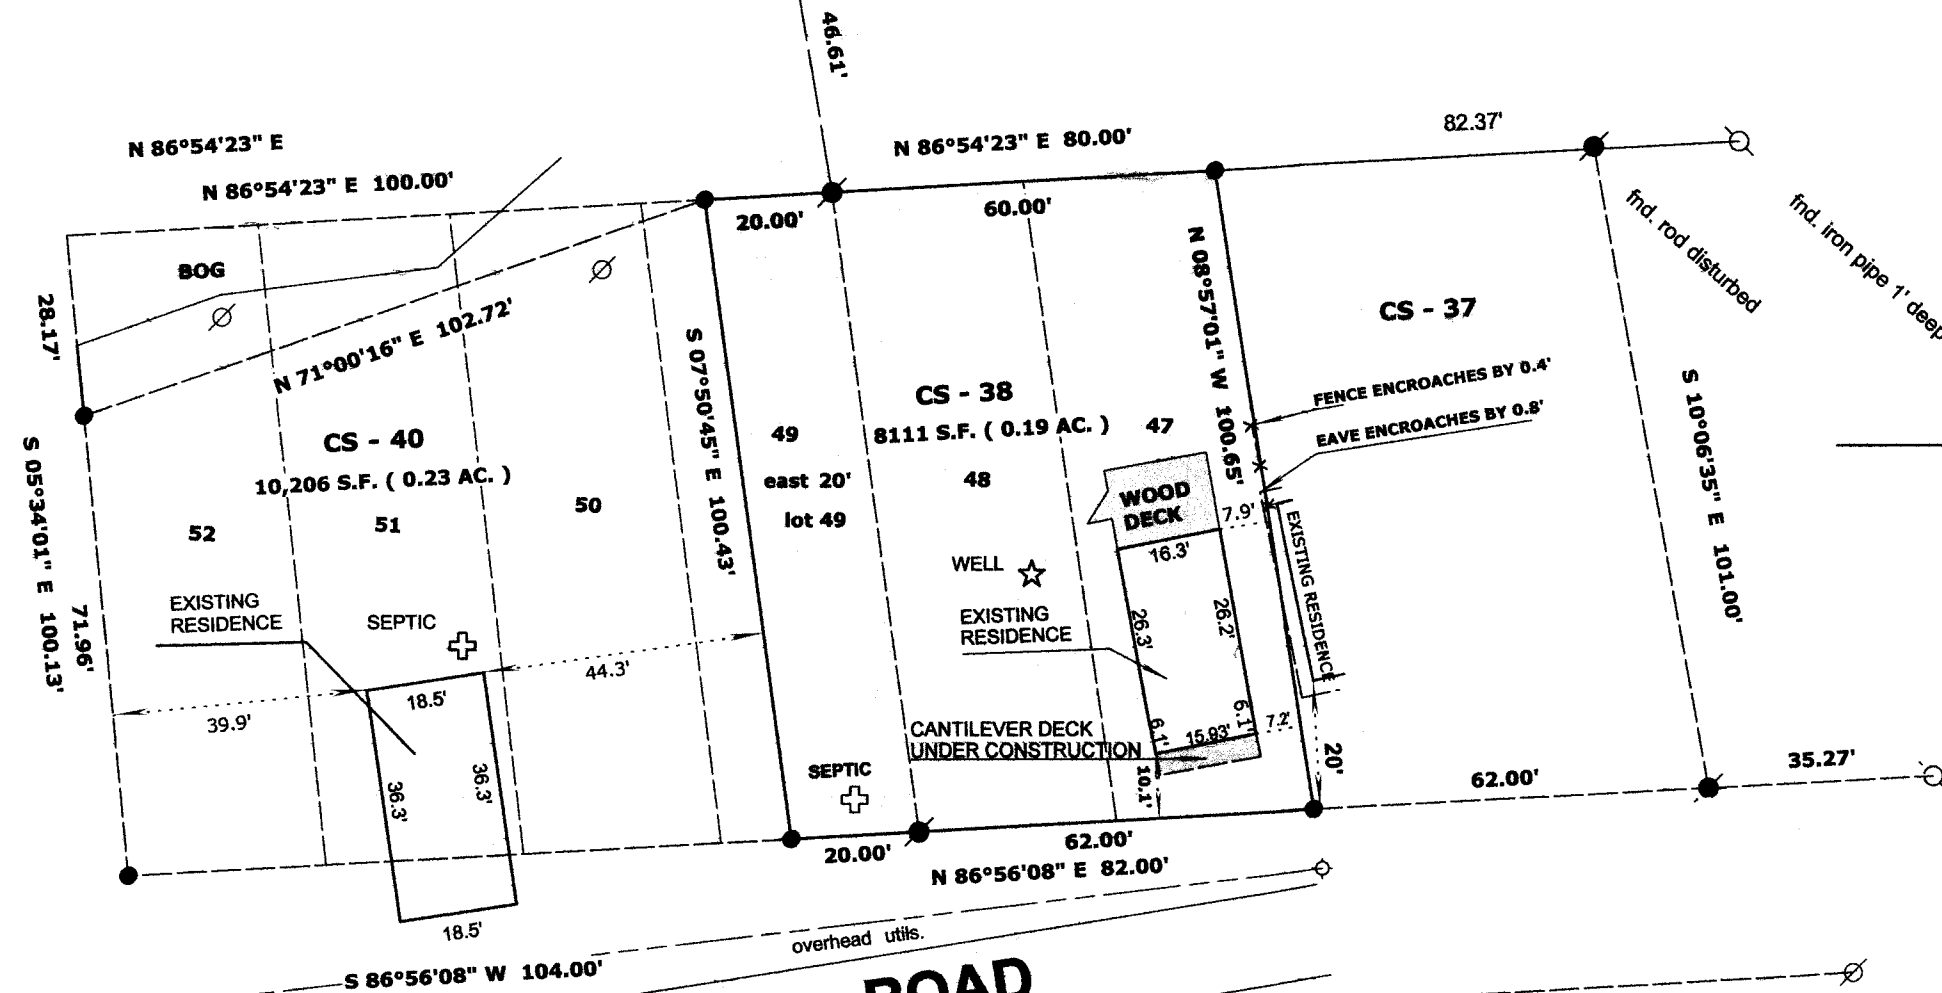 46.61'
N 86°54'23" E
N 86°54'23" E 100.00'
N 86°54'23" E 80.00'
82.37'
20.00'
60.00'
BOG
28.17'
N 71°00'16" E 102.72'
S 07°50'45" E 100.43'
N 08°57'01" W 100.65'
CS - 37
fnd. rod disturbed
fnd. iron pipe 1' deep
FENCE ENCROACHES BY 0.4'
EAVE ENCROACHES BY 0.8'
S 10°06'35" E 101.00'
CS - 40
10,206 S.F. ( 0.23 AC. )
52
51
50
S 05°34'01" E 100.13'
71.96'
CS - 38
8111 S.F. ( 0.19 AC. )
49
east 20'
lot 49
48
47
WOOD
DECK
7.9'
16.3'
EXISTING RESIDENCE
WELL
EXISTING
RESIDENCE
26.3'
26.2'
EXISTING
RESIDENCE
SEPTIC
39.9'
18.5'
44.3'
36.3'
36.3'
18.5'
CANTILEVER DECK
UNDER CONSTRUCTION
6.1'
6.1'
15.93'
7.2'
10.1'
20'
SEPTIC
20.00'
62.00'
N 86°56'08" E 82.00'
62.00'
35.27'
overhead utils.
S 86°56'08" W 104.00'
ROAD